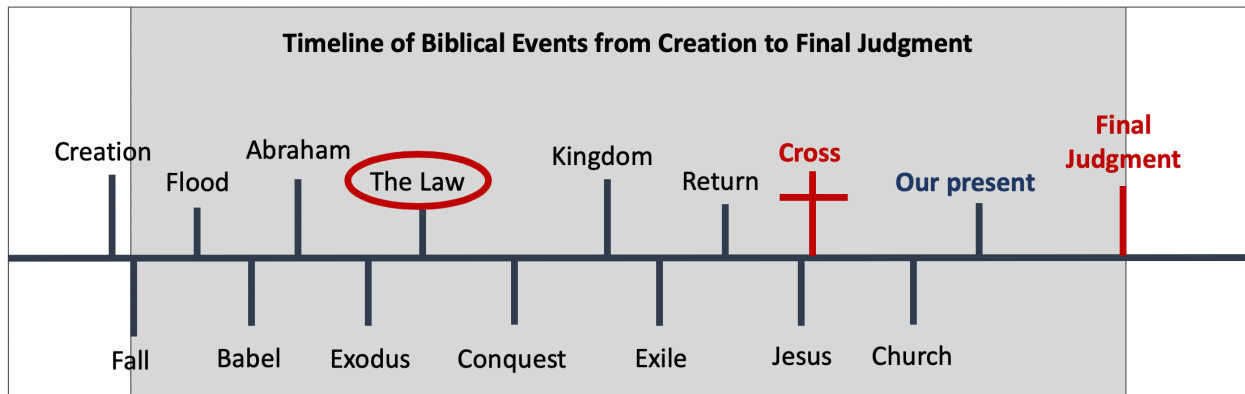 Timeline of Biblical Events from Creation to Final Judgment
Creation
Flood
Abraham
The Law
Kingdom
Return
Cross
Our present
Final
Judgment
Fall
Babel
Exodus
Conquest
Exile
Jesus
Church